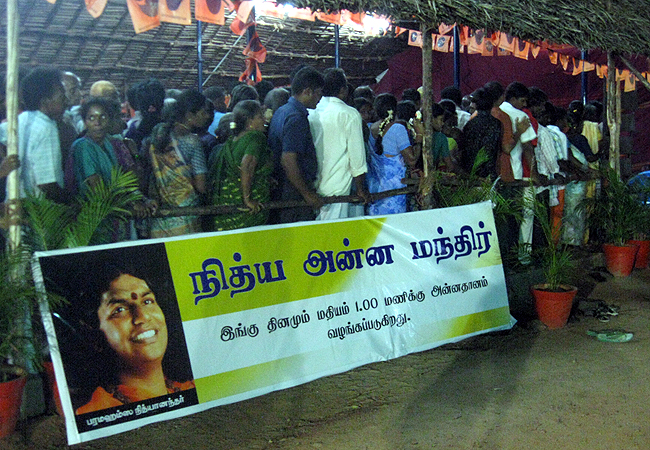 நித்ய அன்ன மந்திர்
இங்கு தினமும் மதியம் 1.00 மணிக்கு அன்னதானம்
வழங்கப்படுகிறது.
பரமஹம்ஸ நித்யானந்தர்